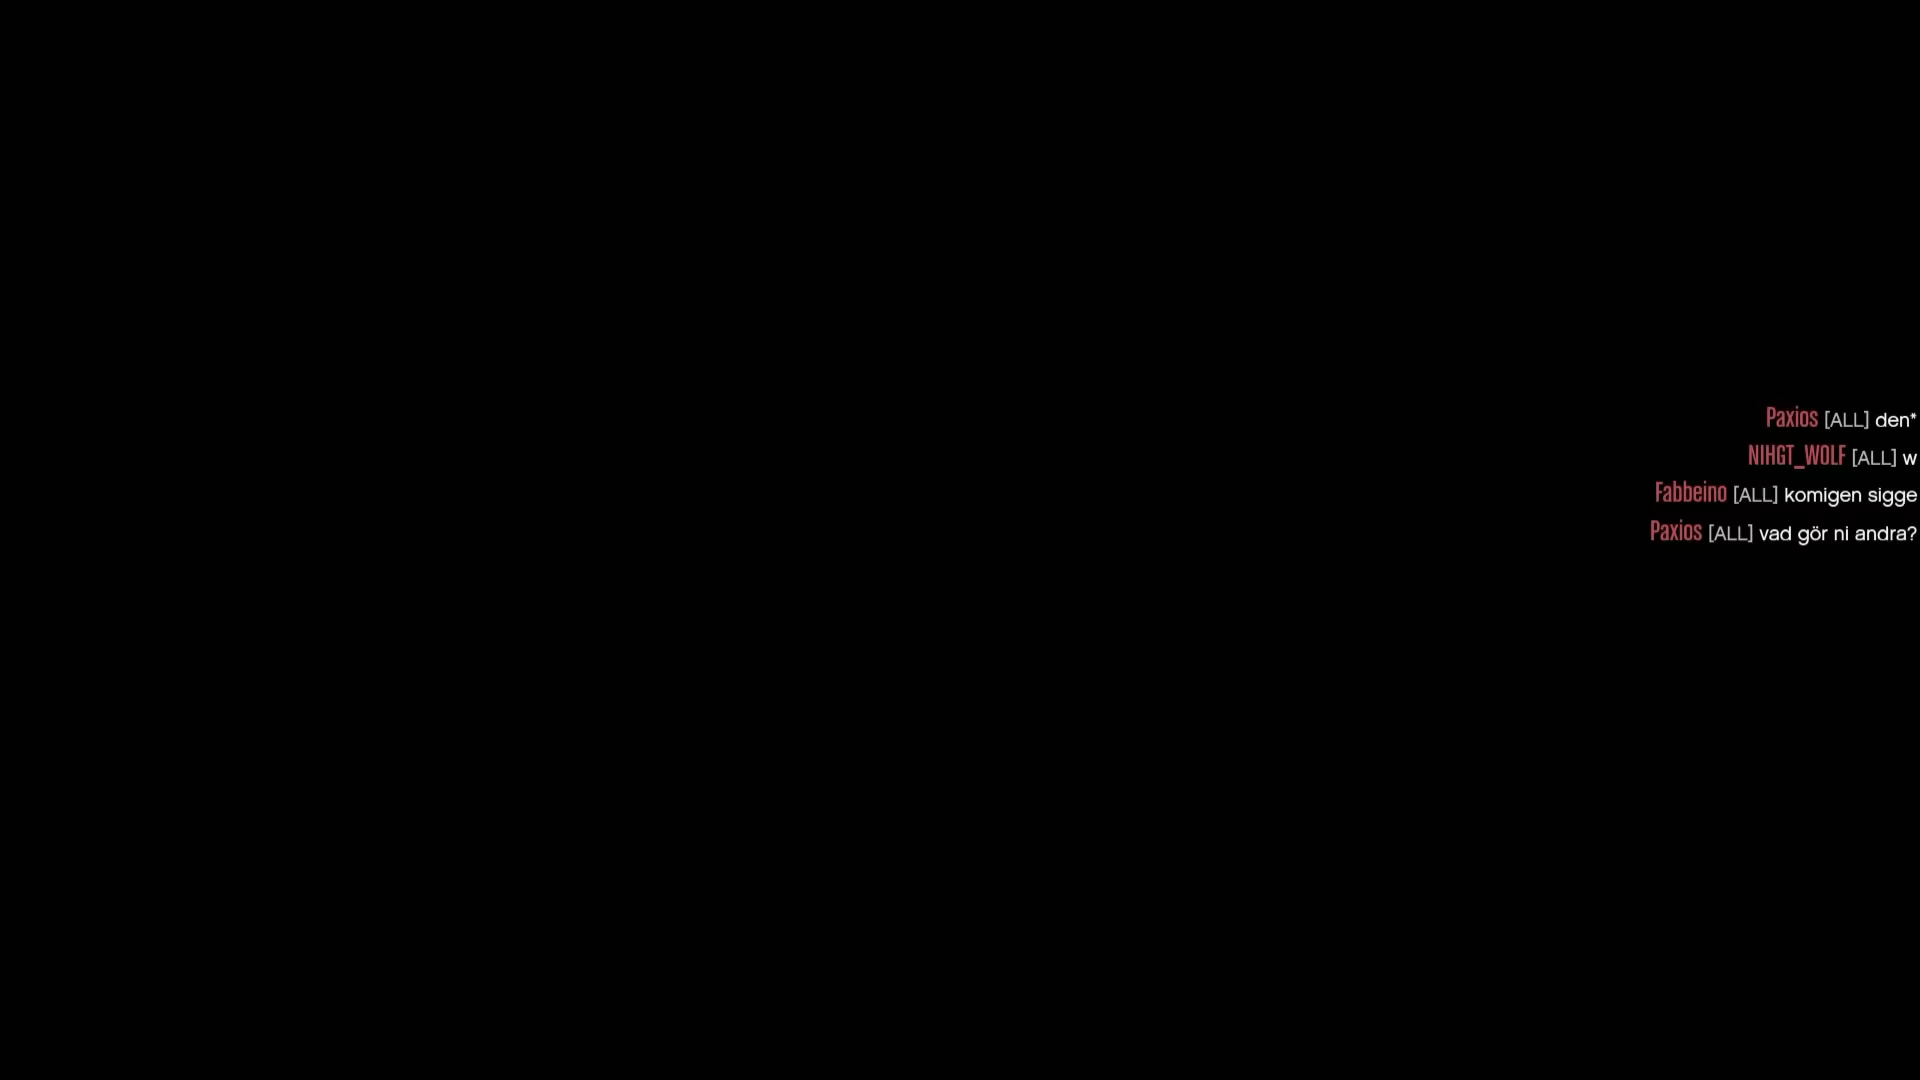 Paxios [ALL] den*
NIHGT_WOLF [ALL] w
Fabbeino [ALL] komigen sigge
Paxios [ALL] vad gör ni andra?